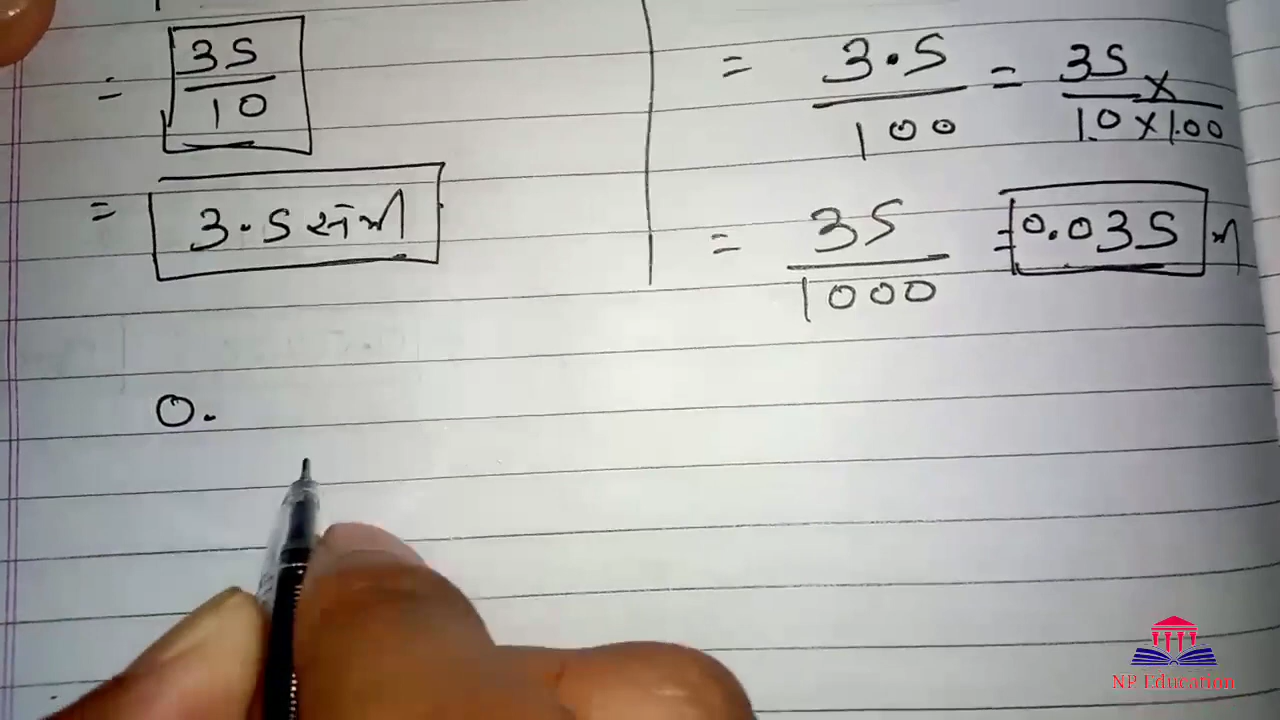 = 35/10
= 3.5 સેમી
= 3.5/100 = 35/10 × /100
= 35/1000 = 0.035 મી
0.
NP Education